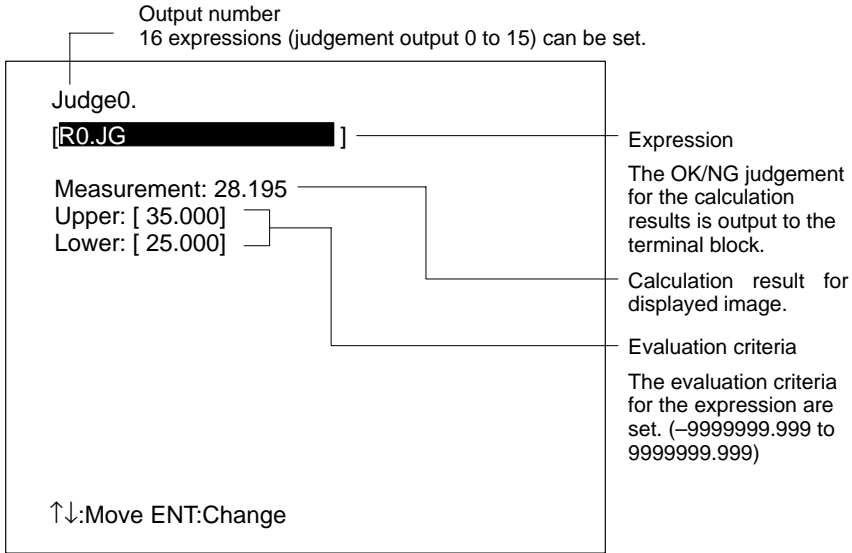 Output number
16 expressions (judgement output 0 to 15) can be set.
Judge0.
[R0.JG ]
Expression
The OK/NG judgement
for the calculation
results is output to the
terminal block.
Measurement: 28.195
Upper: [ 35.000]
Lower: [ 25.000]
Calculation result for
displayed image.
Evaluation criteria
The evaluation criteria
for the expression are
set. (–9999999.999 to
9999999.999)
↑↓:Move ENT:Change